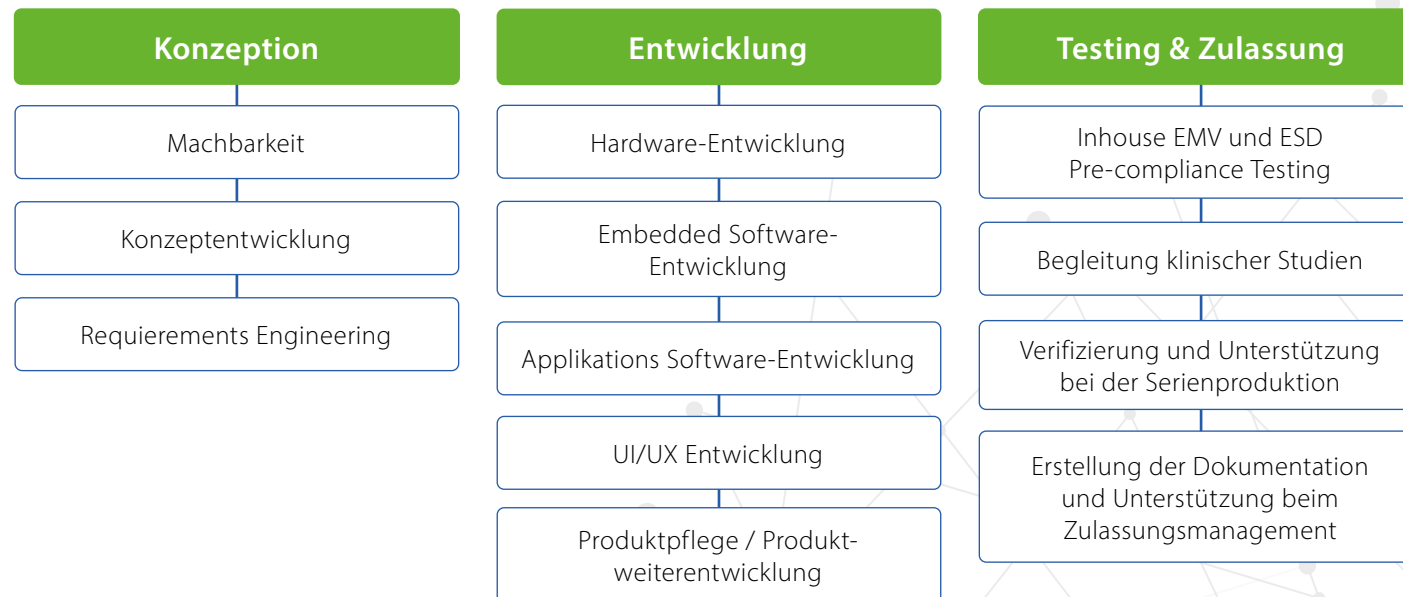 Konzeption
Machbarkeit
Konzeptentwicklung
Requierements Engineering
Entwicklung
Hardware-Entwicklung
Embedded Software-
Entwicklung
Applikations Software-Entwicklung
UI/UX Entwicklung
Produktpflege / Produkt-
weiterentwicklung
Testing & Zulassung
Inhouse EMV und ESD
Pre-compliance Testing
Begleitung klinischer Studien
Verifizierung und Unterstützung
bei der Serienproduktion
Erstellung der Dokumentation
und Unterstützung beim
Zulassungsmanagement